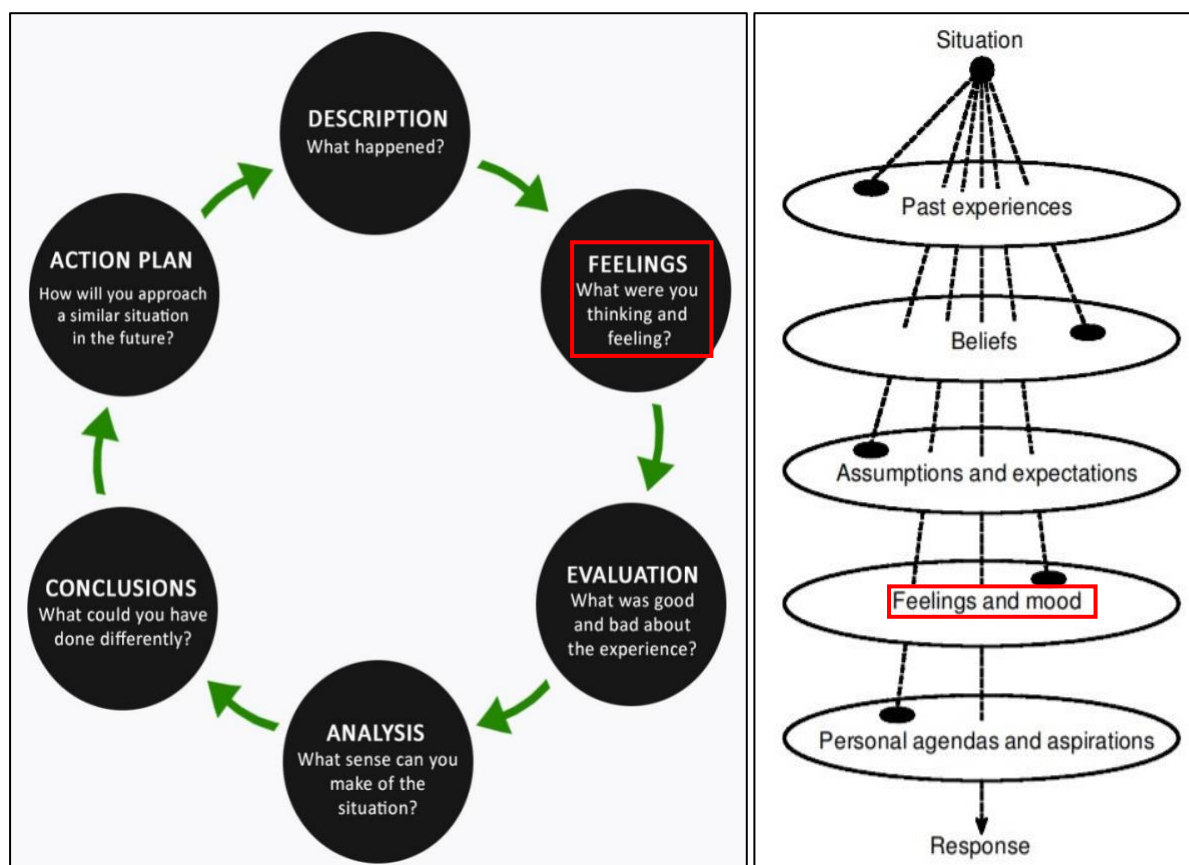 DESCRIPTION
What happened?
FEELINGS
What were you
thinking and
feeling?
EVALUATION
What was good
and bad about
the experience?
ANALYSIS
What sense can you
make of the
situation?
CONCLUSIONS
What could you have
done differently?
ACTION PLAN
How will you approach
a similar situation
in the future?
Situation
Past experiences
Beliefs
Assumptions and expectations
Feelings and mood
Personal agendas and aspirations
Response